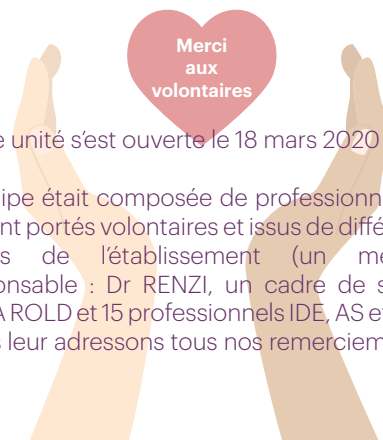 Merci
aux
volontaires
e unité s'est ouverte le 18 mars 2020
ipe était composée de professionn
nt portés volontaires et issus de diffé
s de l'établissement (un mé
onsable : Dr RENZI, un cadre de s
A ROLD et 15 professionnels IDE, AS et
s leur adressons tous nos remerciem